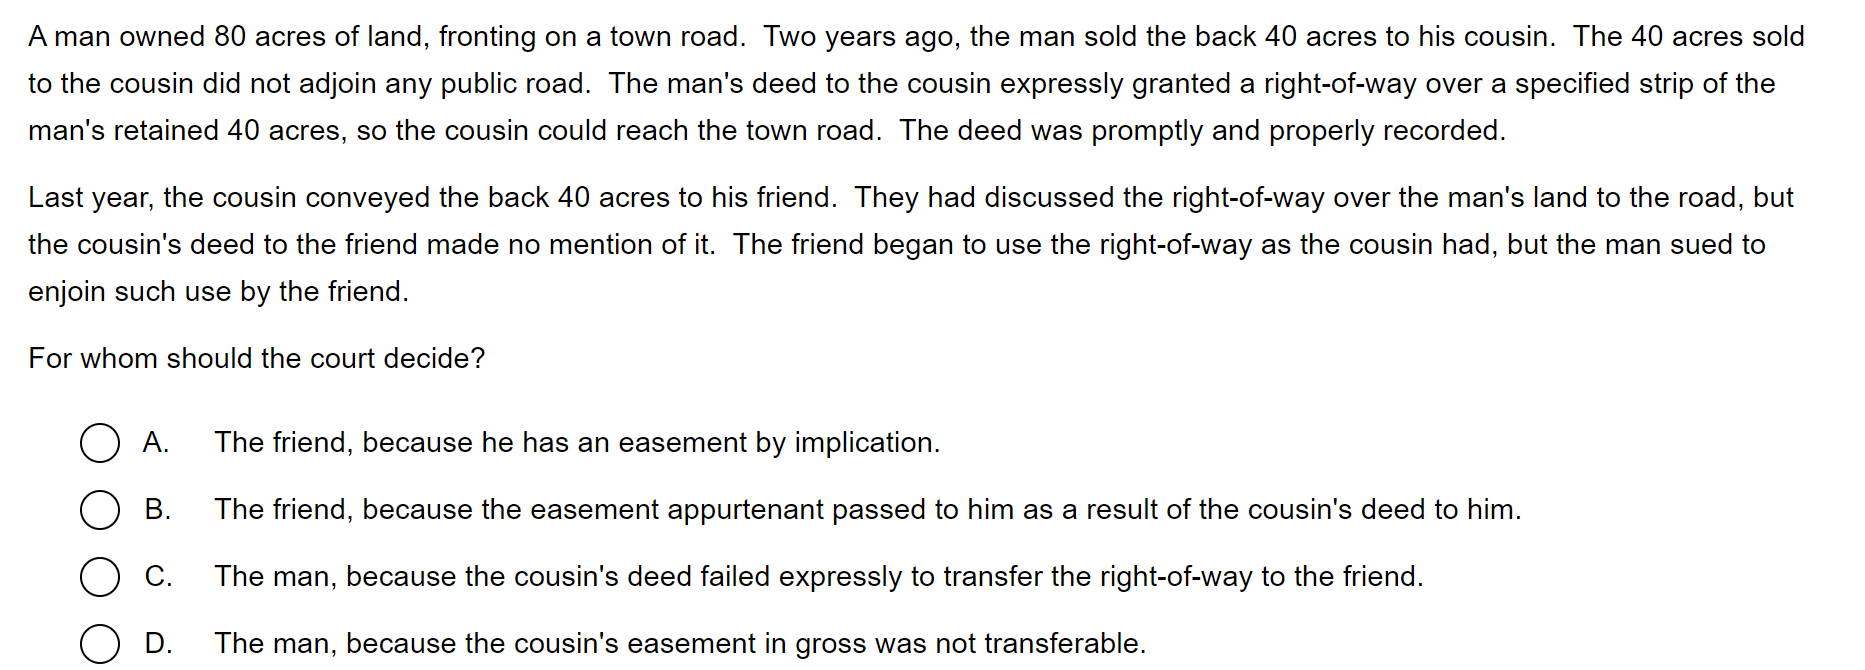 A man owned 80 acres of land, fronting on a town road.  Two years ago, the man sold the back 40 acres to his cousin.  The 40 acres sold
to the cousin did not adjoin any public road.  The man's deed to the cousin expressly granted a right-of-way over a specified strip of the
man's retained 40 acres, so the cousin could reach the town road.  The deed was promptly and properly recorded.
Last year, the cousin conveyed the back 40 acres to his friend.  They had discussed the right-of-way over the man's land to the road, but
the cousin's deed to the friend made no mention of it.  The friend began to use the right-of-way as the cousin had, but the man sued to
enjoin such use by the friend.
For whom should the court decide?
A. The friend, because he has an easement by implication.
B. The friend, because the easement appurtenant passed to him as a result of the cousin's deed to him.
C. The man, because the cousin's deed failed expressly to transfer the right-of-way to the friend.
D. The man, because the cousin's easement in gross was not transferable.